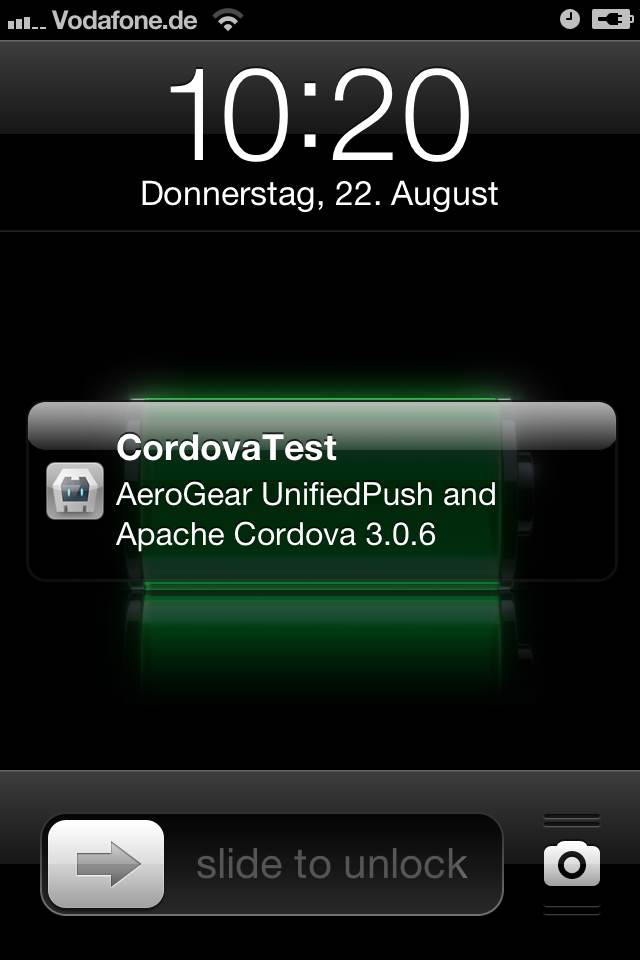 Vodafone.de
10:20
Donnerstag, 22. August
CordovaTest
AeroGear UnifiedPush and
Apache Cordova 3.0.6
slide to unlock